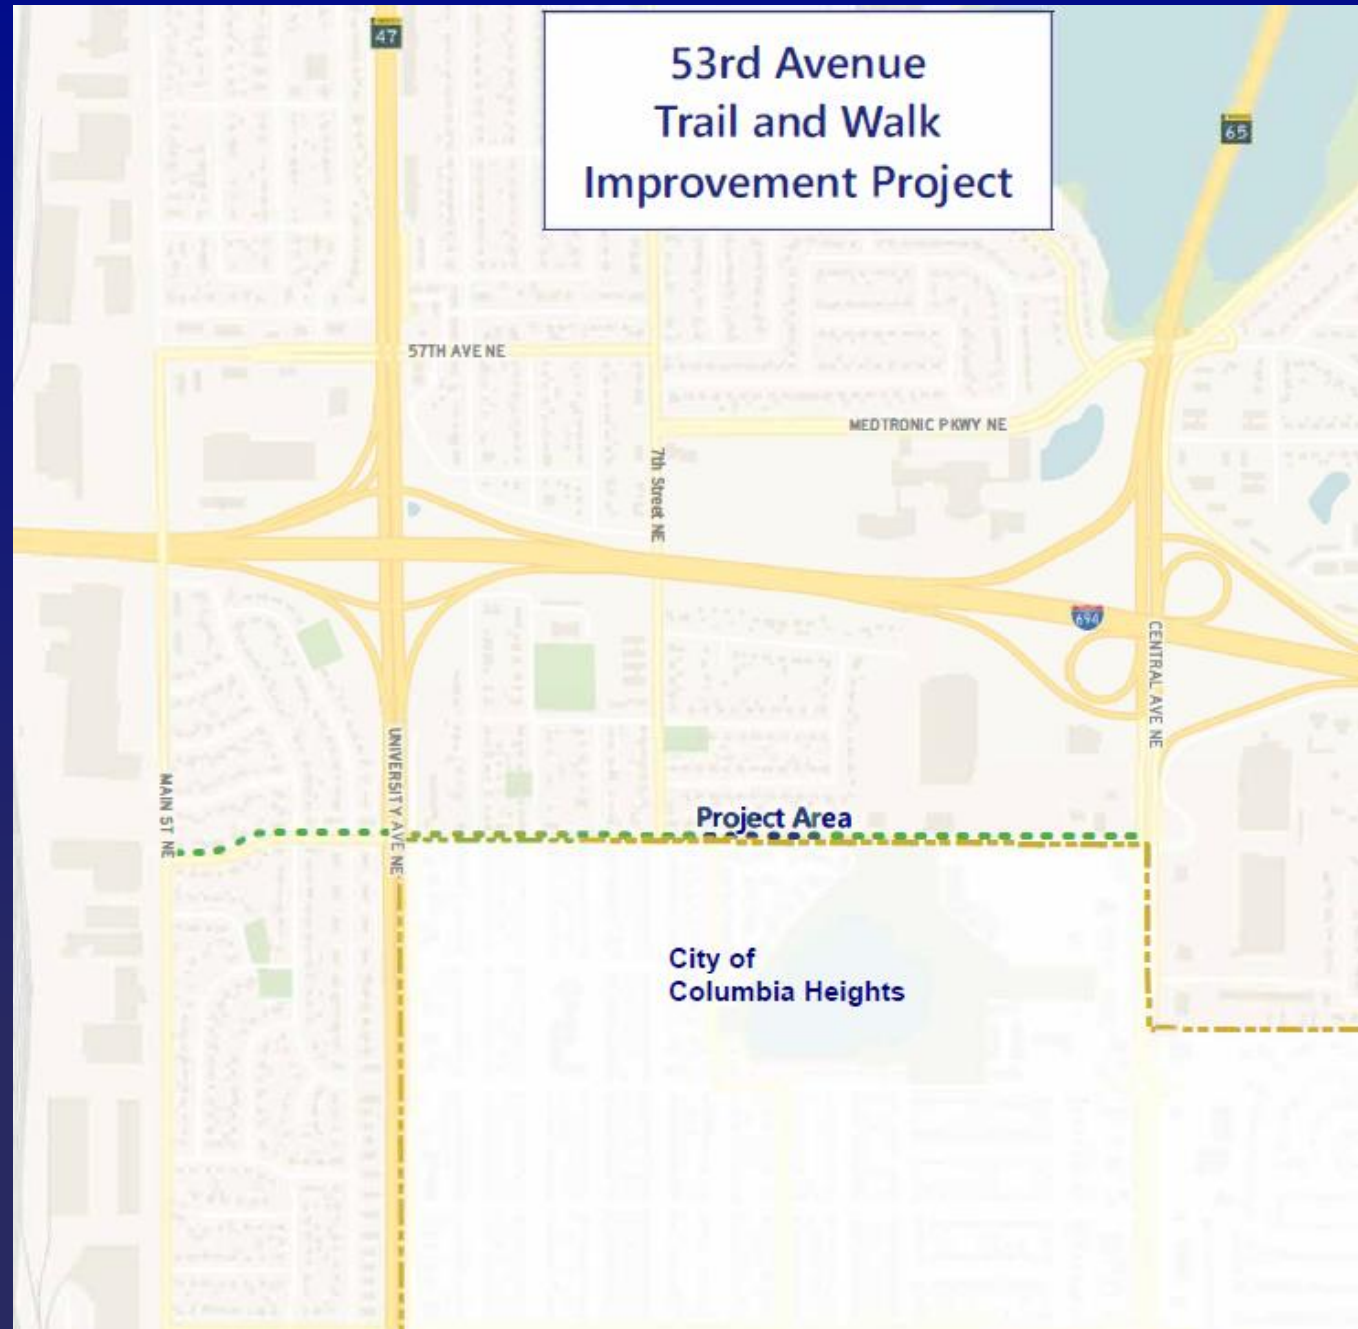 47
53rd Avenue
Trail and Walk
Improvement Project
65
57TH AVE NE
MEDTRONIC PKWY NE
7th Street NE
694
CENTRAL AVE NE
UNIVERSITY AVE NE
MAIN ST NE
Project Area
City of
Columbia Heights